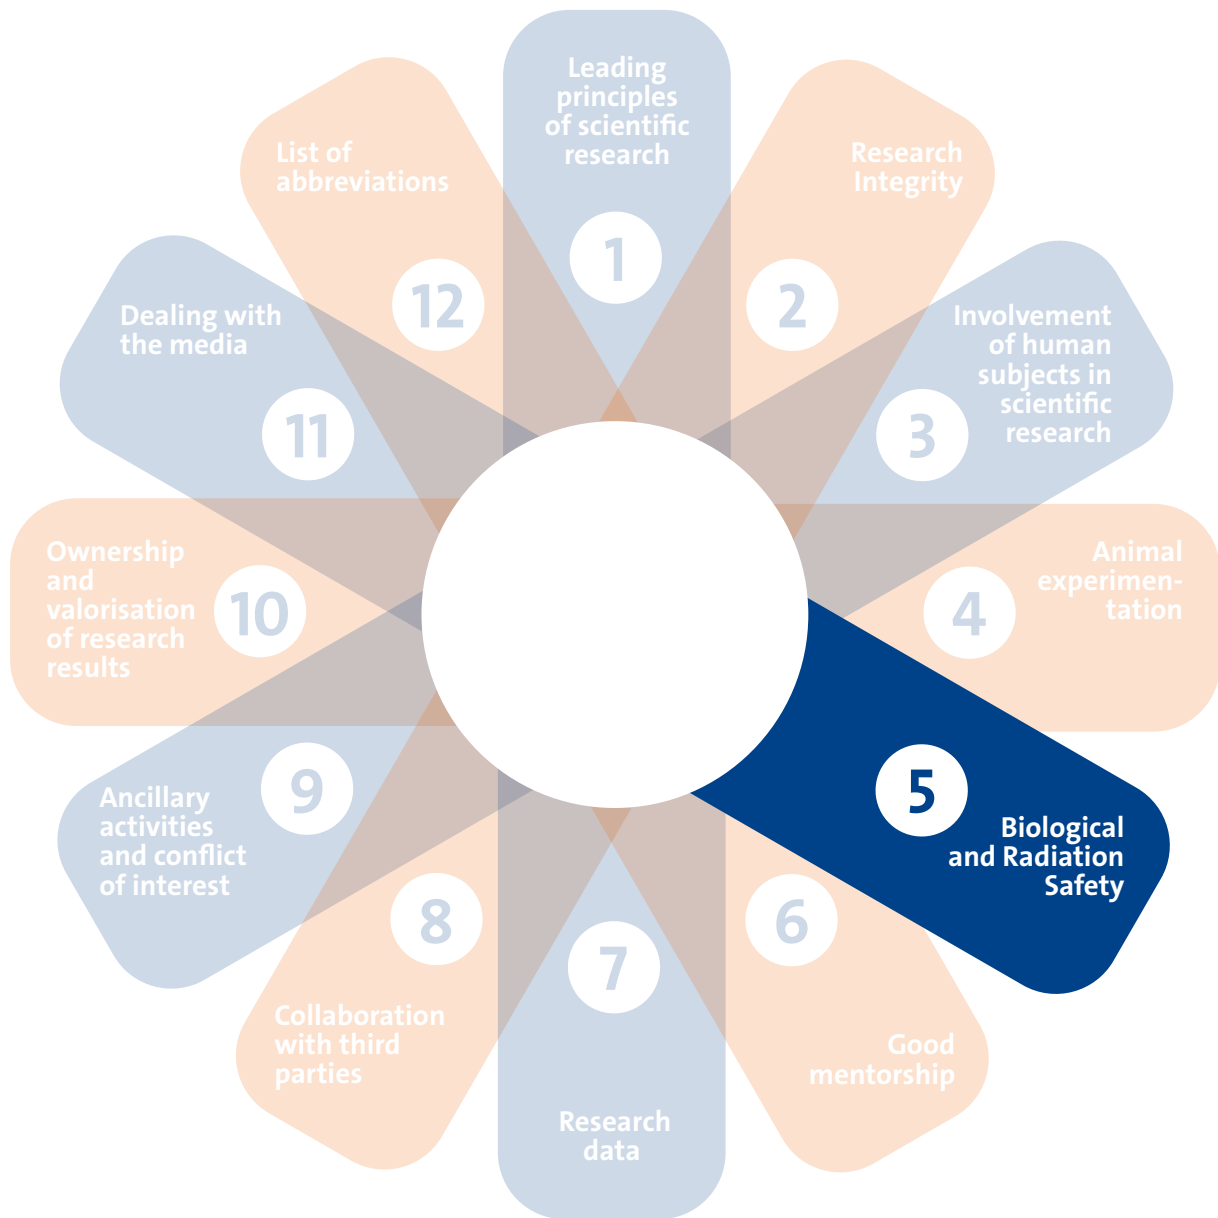 Leading
principles
of scientific
research
1
Research
Integrity
2
Involvement
of human
subjects in
scientific
research
3
Animal
experimen-
tation
4
5
Biological
and Radiation
Safety
6
Good
mentorship
7
Research
data
8
Collaboration
with third
parties
9
Ancillary
activities
and conflict
of interest
10
Ownership
and
valorisation
of research
results
11
Dealing with
the media
12
List of
abbreviations